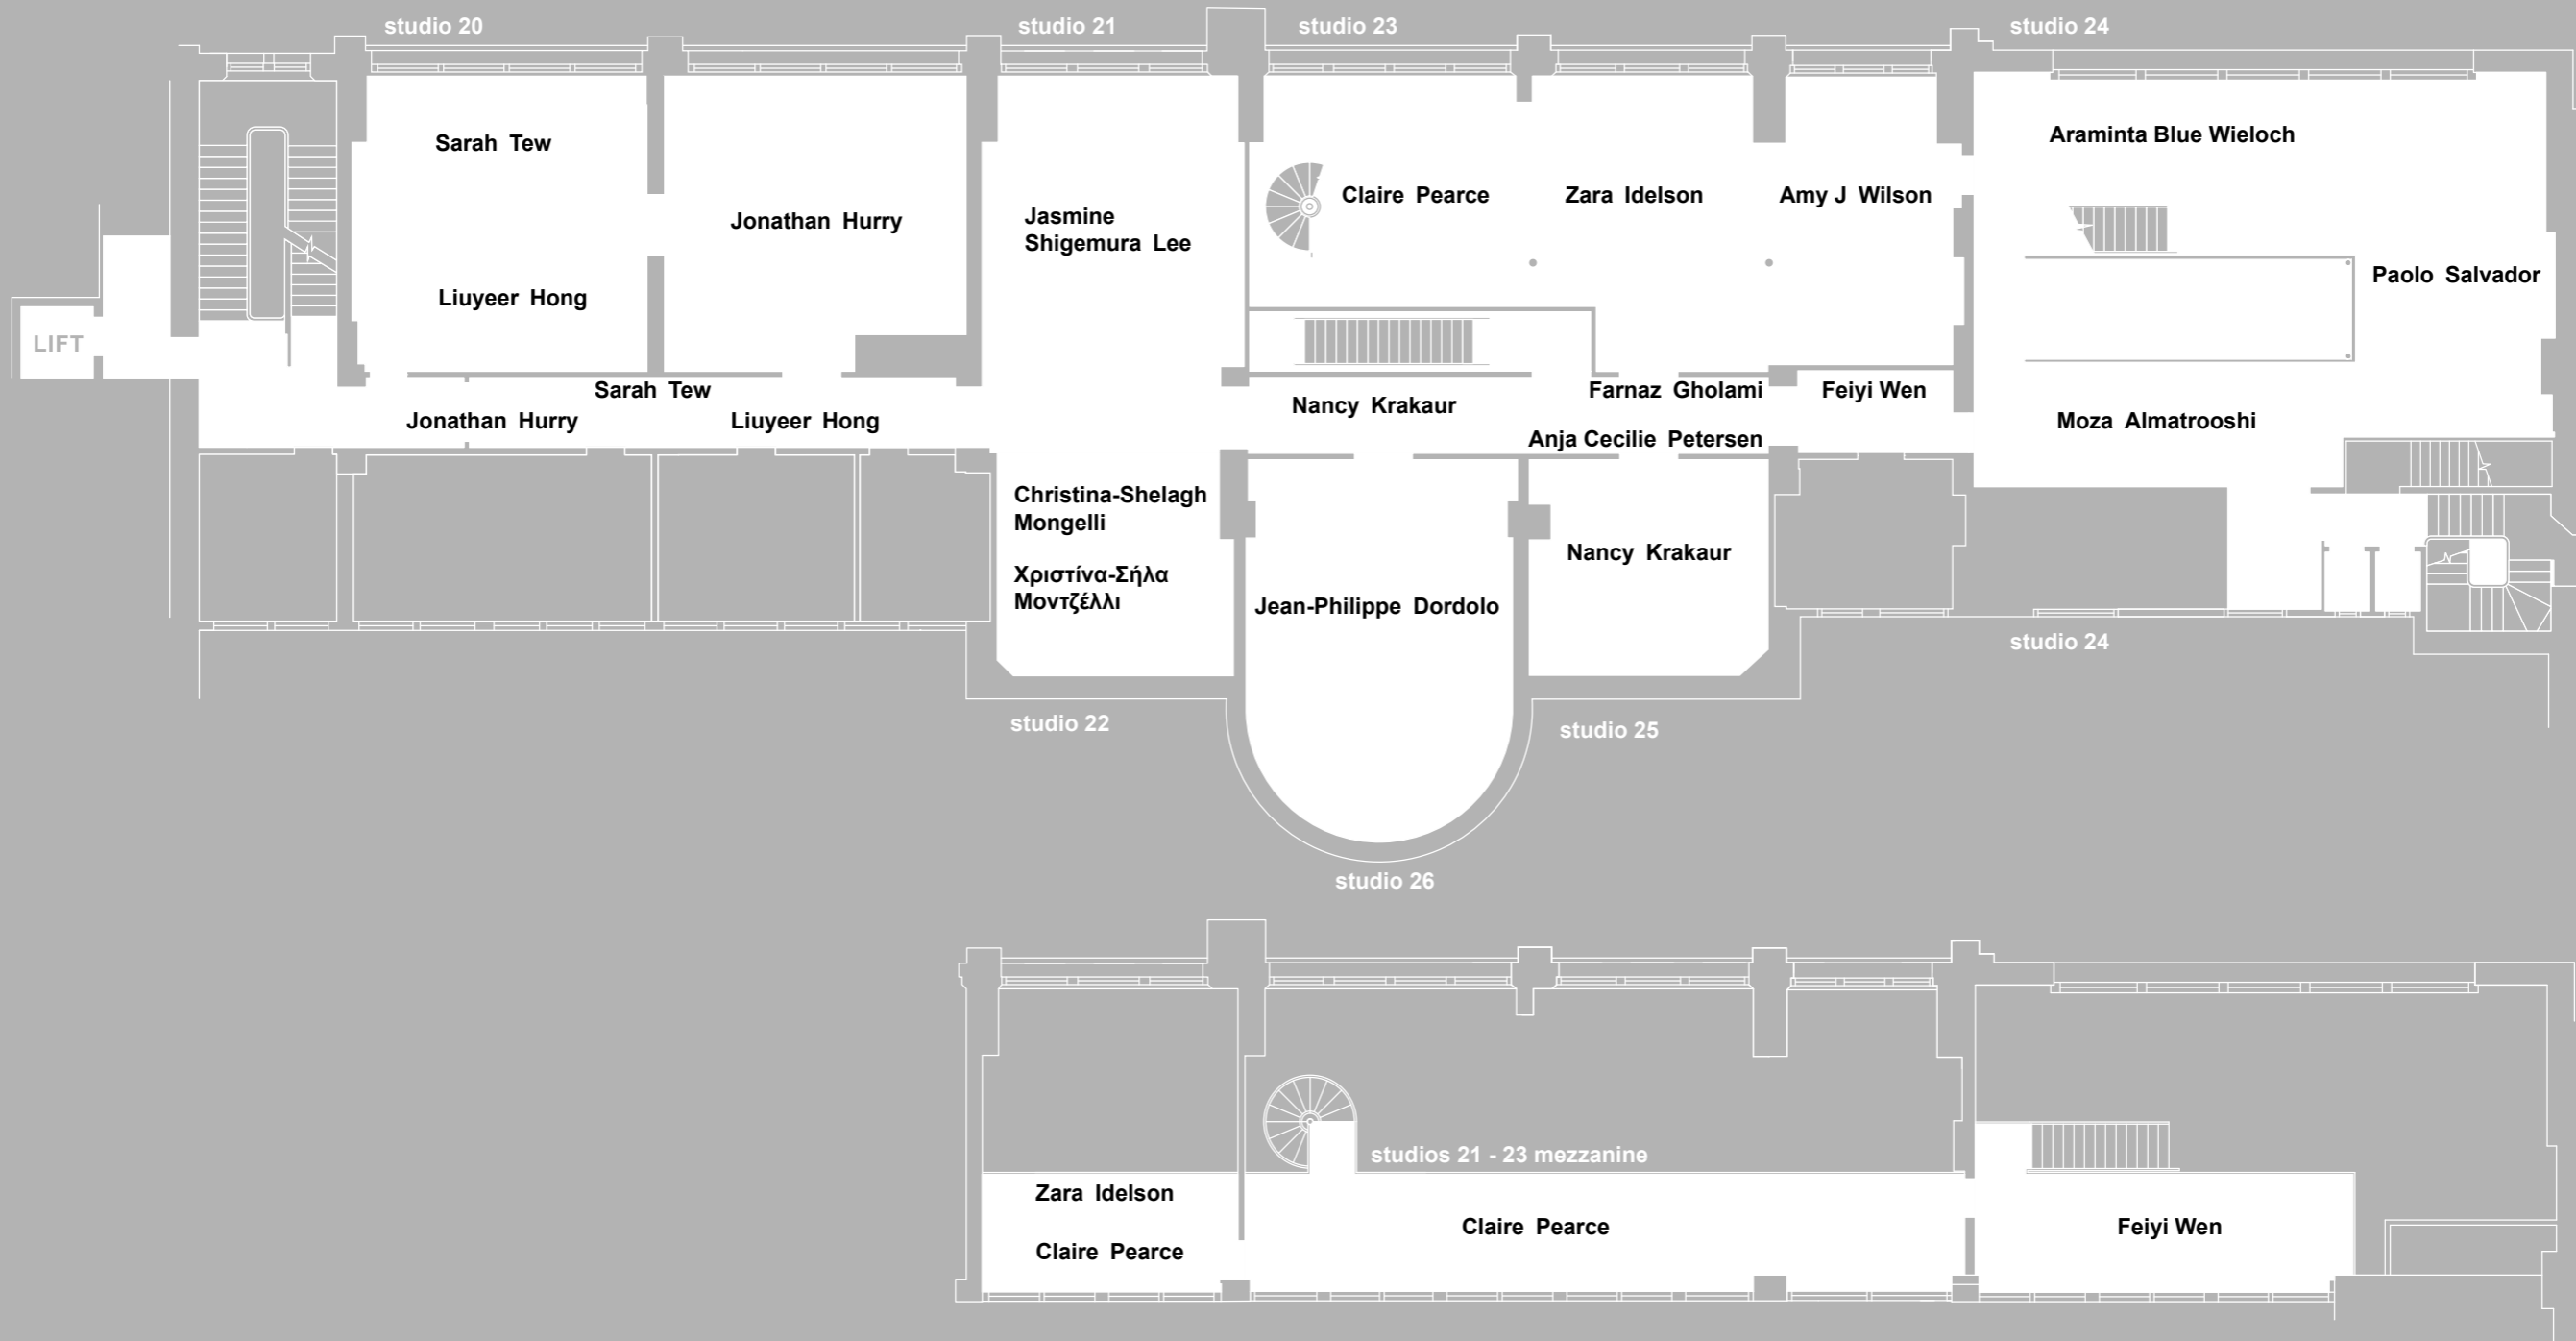 studio 20
studio 21
studio 23
studio 24
Sarah Tew
Jonathan Hurry
Liuyeer Hong
Jasmine
Shigemura Lee
Claire Pearce
Zara Idelson
Amy J Wilson
Araminta Blue Wieloch
Paolo Salvador
LIFT
Sarah Tew
Jonathan Hurry
Liuyeer Hong
Nancy Krakaur
Farnaz Gholami
Anja Cecilie Petersen
Feiyi Wen
Moza Almatrooshi
Christina-Shelagh
Mongelli
Χριστίνα-Σήλα
Μοντζέλλι
Jean-Philippe Dordolo
Nancy Krakaur
studio 24
studio 22
studio 25
studio 26
studios 21 - 23 mezzanine
Zara Idelson
Claire Pearce
Claire Pearce
Feiyi Wen